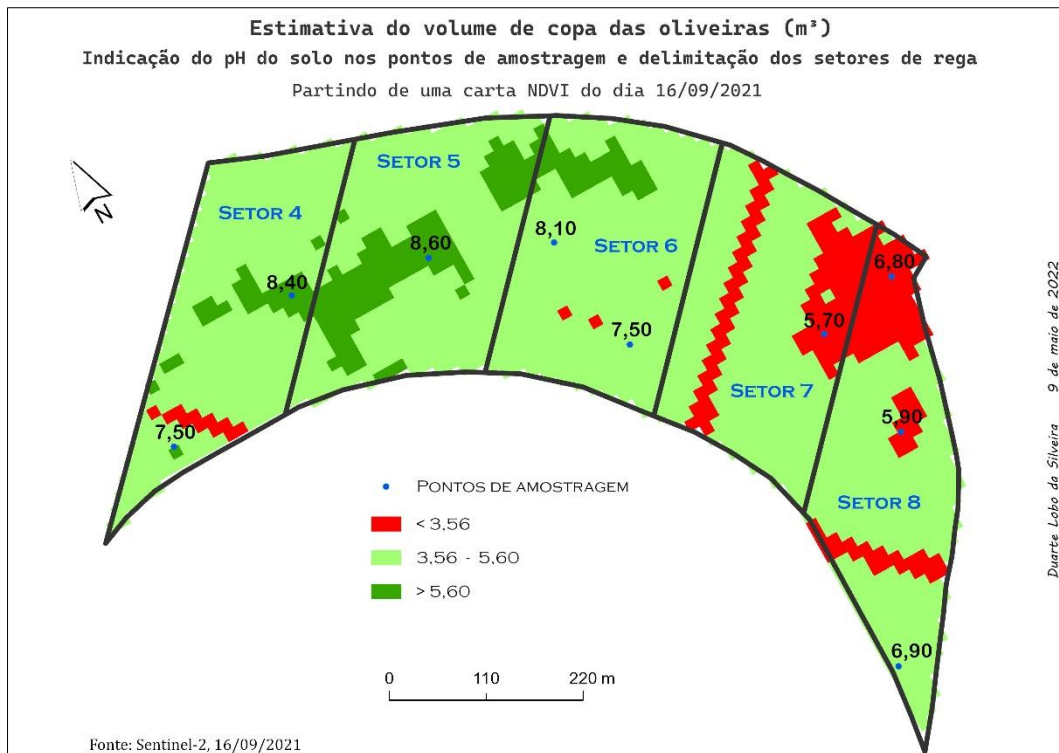 Estimativa do volume de copa das oliveiras (m³)
Indicação do pH do solo nos pontos de amostragem e delimitação dos setores de rega
Partindo de uma carta NDVI do dia 16/09/2021
SETOR 5
SETOR 4
SETOR 6
8,10
8,60
6,80
8,40
N
5,70
7,50
SETOR 7
5,90
7,50
SETOR 8
PONTOS DE AMOSTRAGEM
< 3,56
3,56 - 5,60
> 5,60
6,90
0 110 220 m
Fonte: Sentinel-2, 16/09/2021
Duarte Lobo da Silveira 9 de maio de 2022